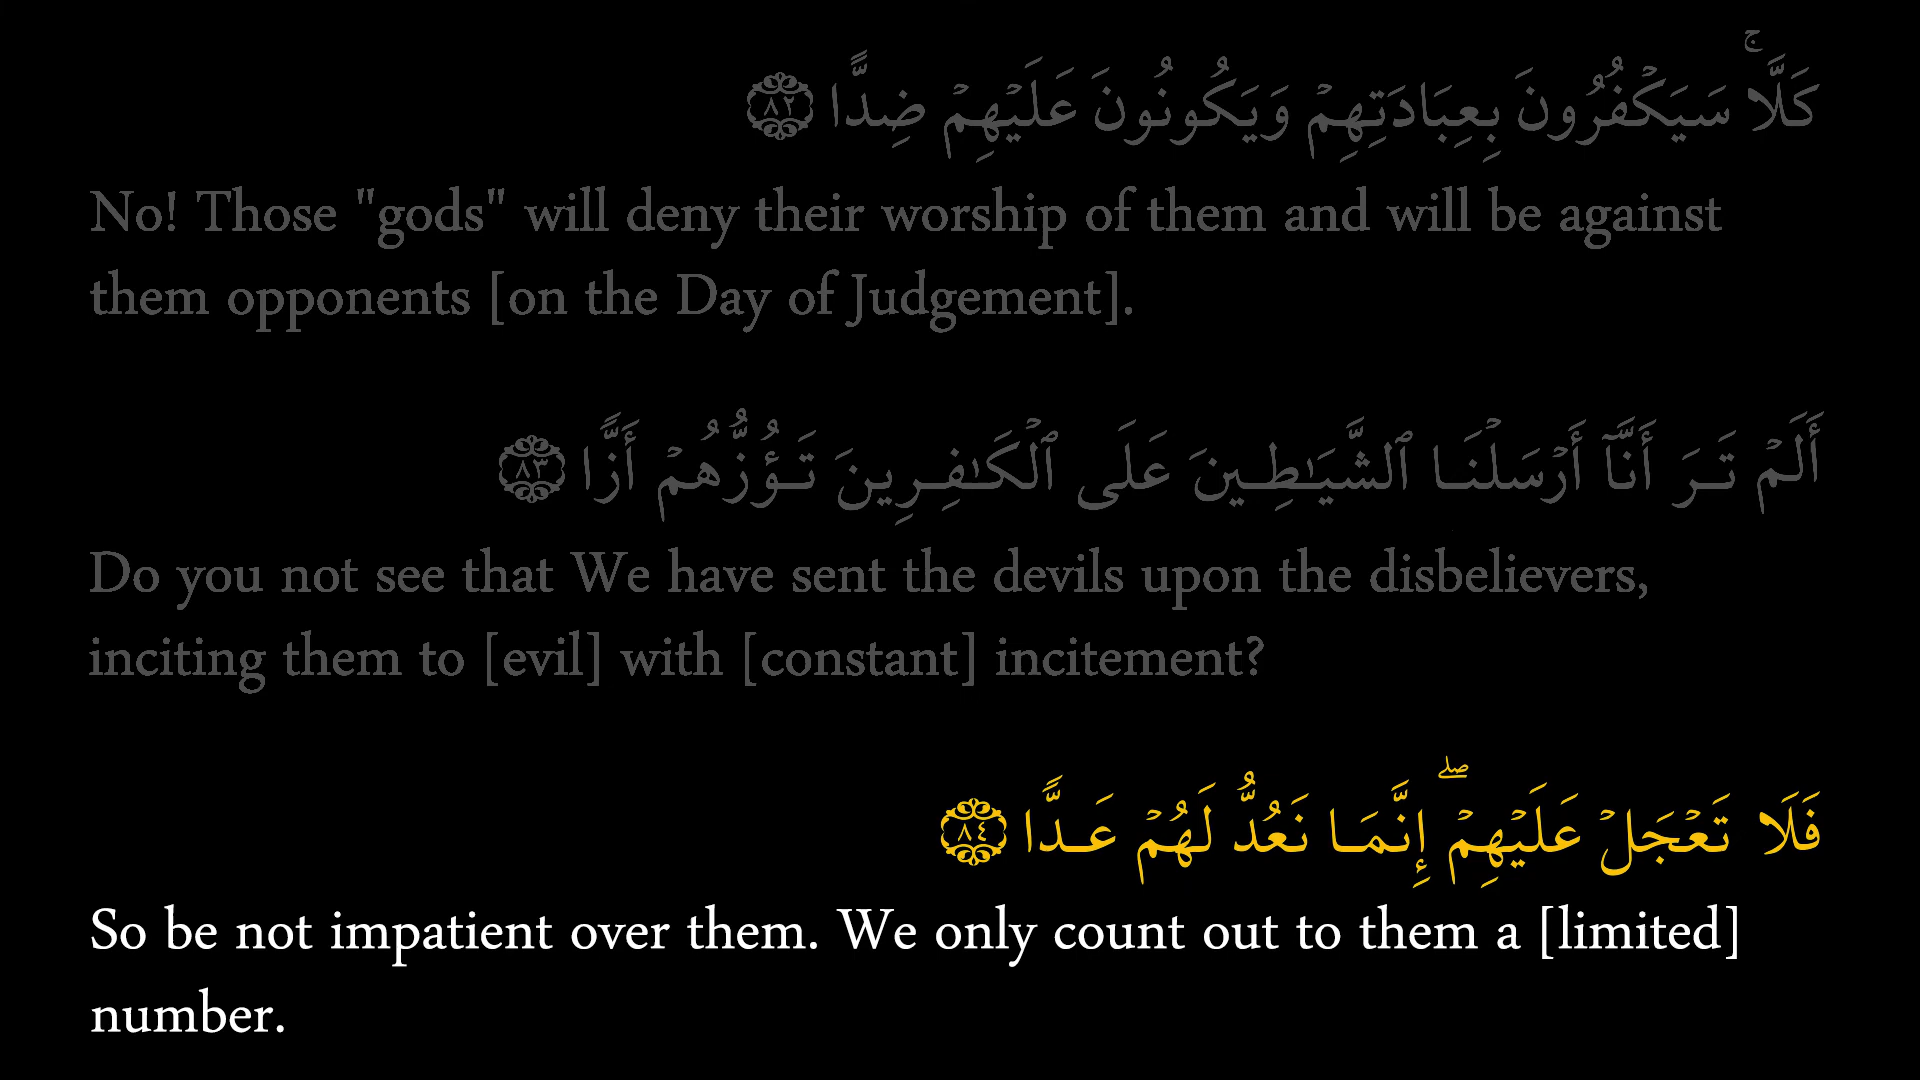 كَلَّاۚ سَيَكۡفُرُونَ بِعِبَادَتِهِمۡ وَيَكُونُونَ عَلَيۡهِمۡ ضِدًّا ٨٢
No! Those "gods" will deny their worship of them and will be against
them opponents [on the Day of Judgement].
أَلَمۡ تَرَ أَنَّآ أَرۡسَلۡنَا ٱلشَّيَٰطِينَ عَلَى ٱلۡكَٰفِرِينَ تَؤُزُّهُمۡ أَزًّا ٨٣
Do you not see that We have sent the devils upon the disbelievers,
inciting them to [evil] with [constant] incitement?
فَلَا تَعۡجَلۡ عَلَيۡهِمۡۖ إِنَّمَا نَعُدُّ لَهُمۡ عَدًّا ٨٤
So be not impatient over them. We only count out to them a [limited]
number.